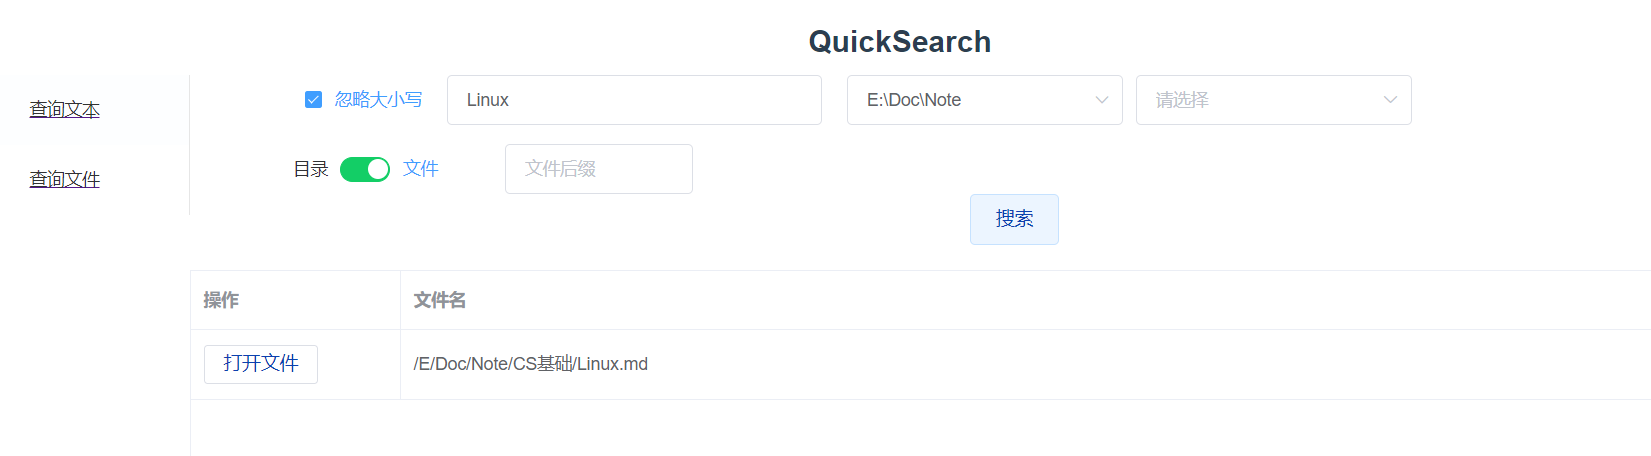 QuickSearch
查询文本
查询文件
忽略大小写 Linux E:\Doc\Note 请选择
目录 文件 文件后缀
搜索
操作 文件名
打开文件 /E/Doc/Note/CS基础/Linux.md